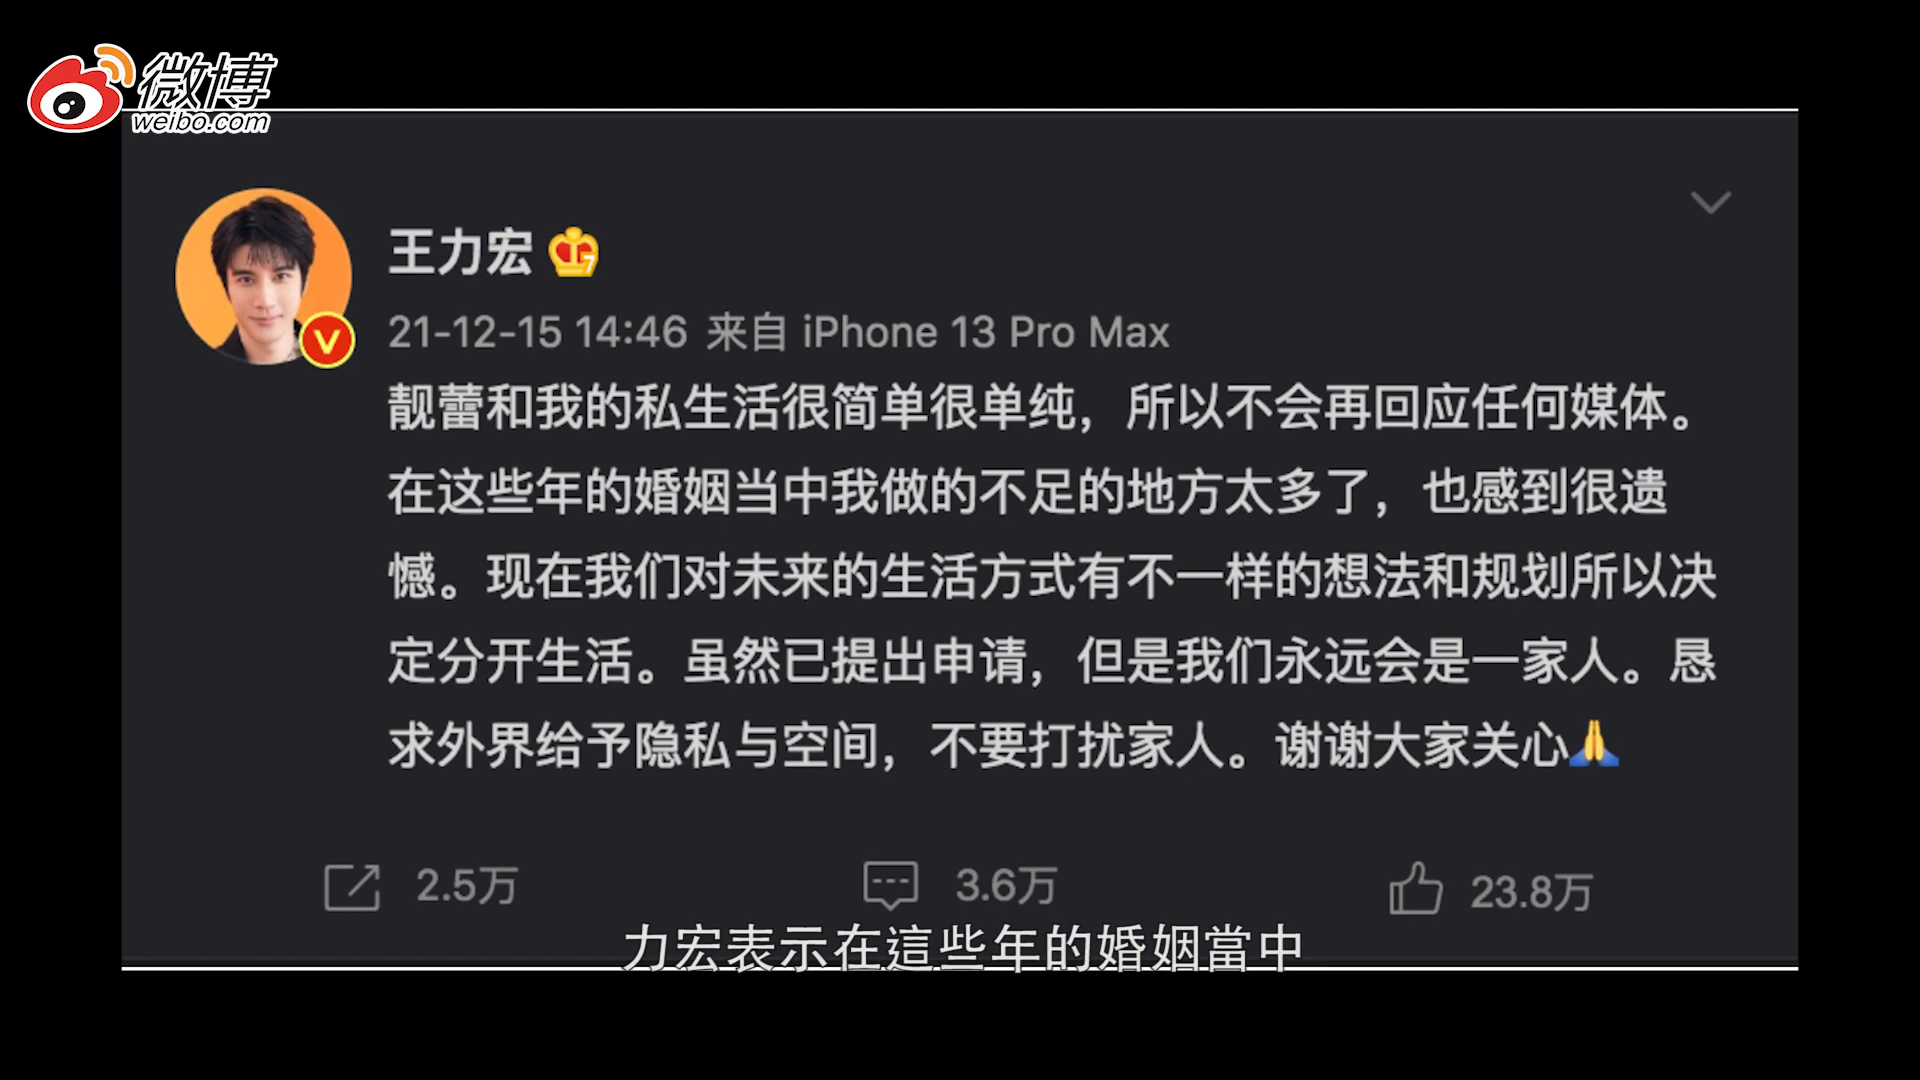 微博
weibo.com
王力宏
7
V
21-12-15 14:46 来自 iPhone 13 Pro Max
靓蕾和我的私生活很简单很单纯，所以不会再回应任何媒体。
在这些年的婚姻当中我做的不足的地方太多了，也感到很遗
憾。现在我们对未来的生活方式有不一样的想法和规划所以决
定分开生活。虽然已提出申请，但是我们永远会是一家人。恳
求外界给予隐私与空间，不要打扰家人。谢谢大家关心🙏
2.5万 3.6万 23.8万
力宏表示在這些年的婚姻當中